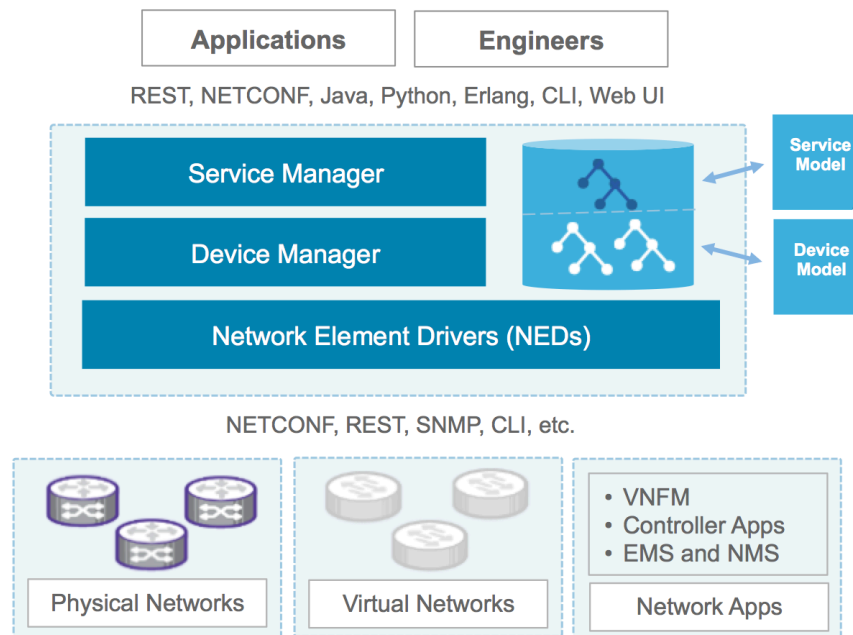 Applications
Engineers
REST, NETCONF, Java, Python, Erlang, CLI, Web UI
Service Manager
Device Manager
Network Element Drivers (NEDs)
Service
Model
Device
Model
NETCONF, REST, SNMP, CLI, etc.
Physical Networks
Virtual Networks
• VNFM
• Controller Apps
• EMS and NMS
Network Apps